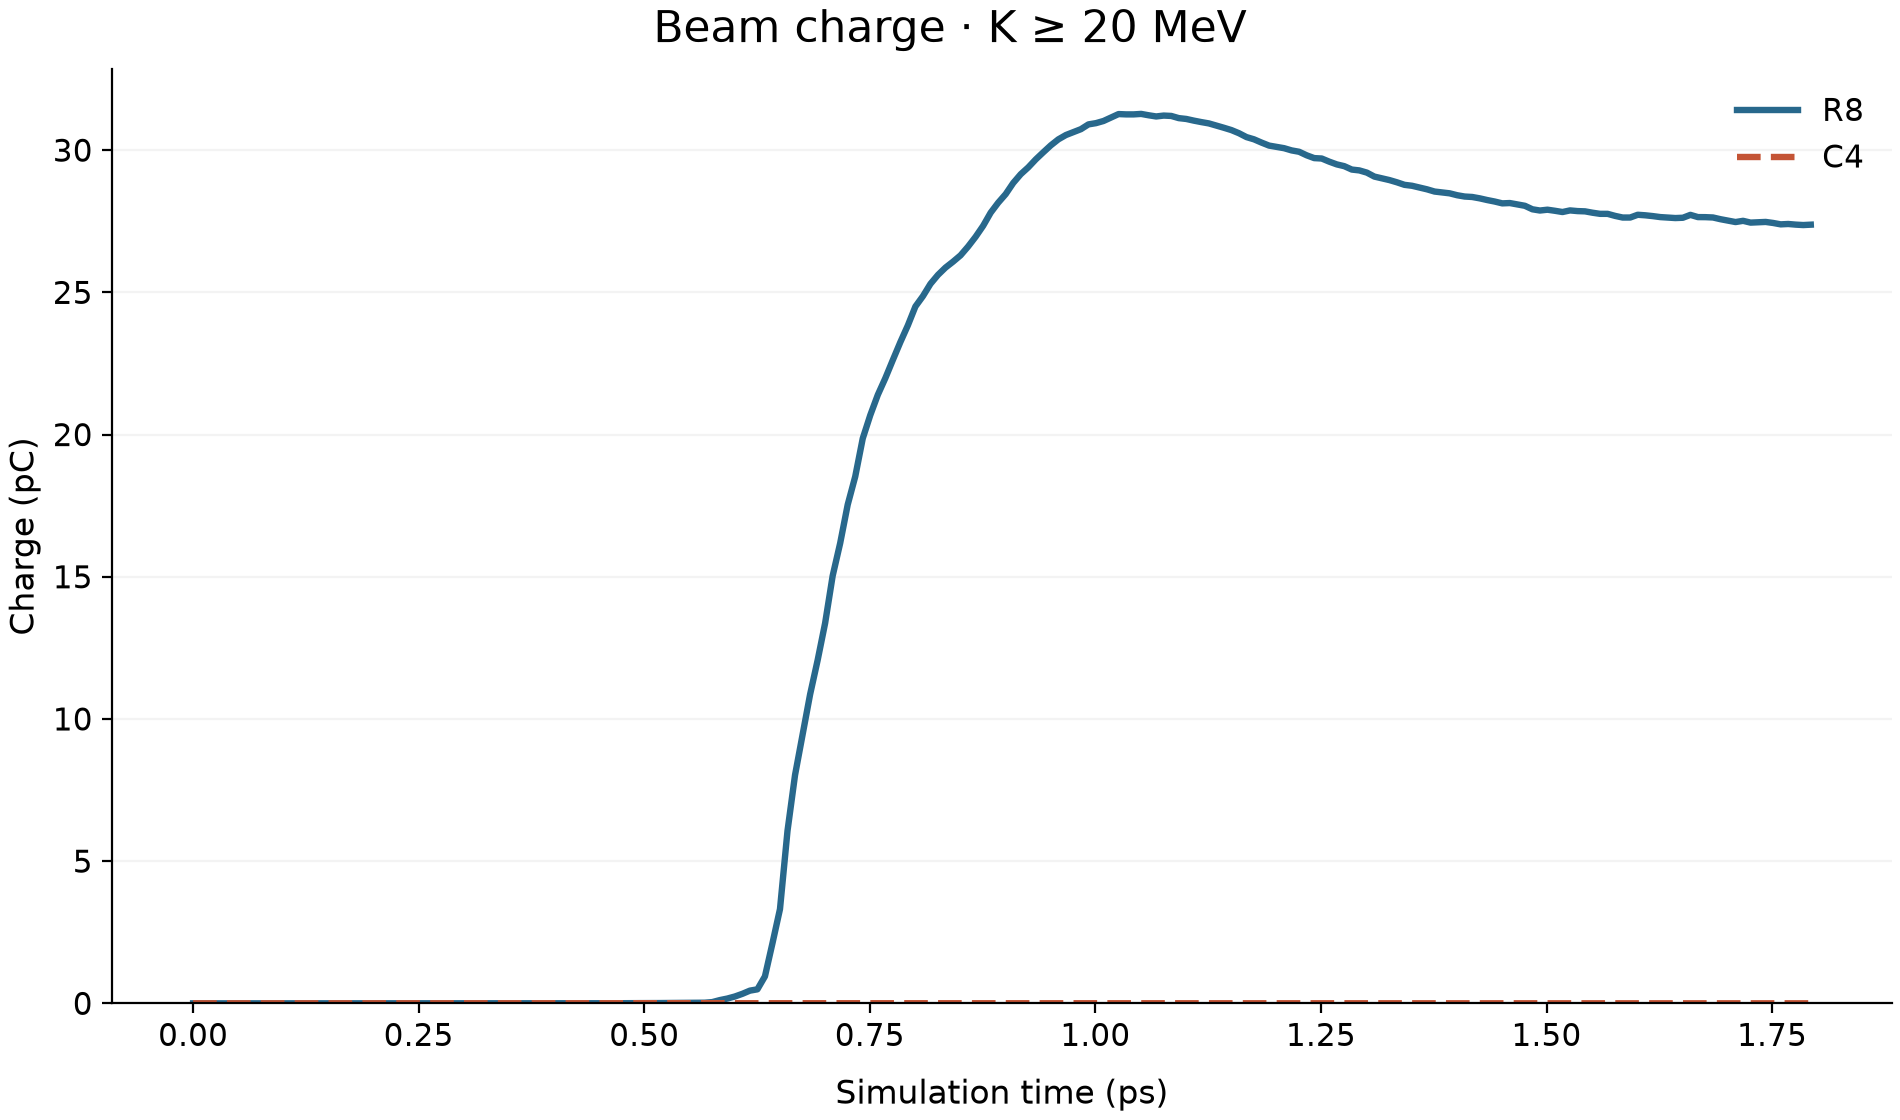 Beam charge · K ≥ 20 MeV
R8
C4
Charge (pC)
30
25
20
15
10
5
0
0.00 0.25 0.50 0.75 1.00 1.25 1.50 1.75
Simulation time (ps)